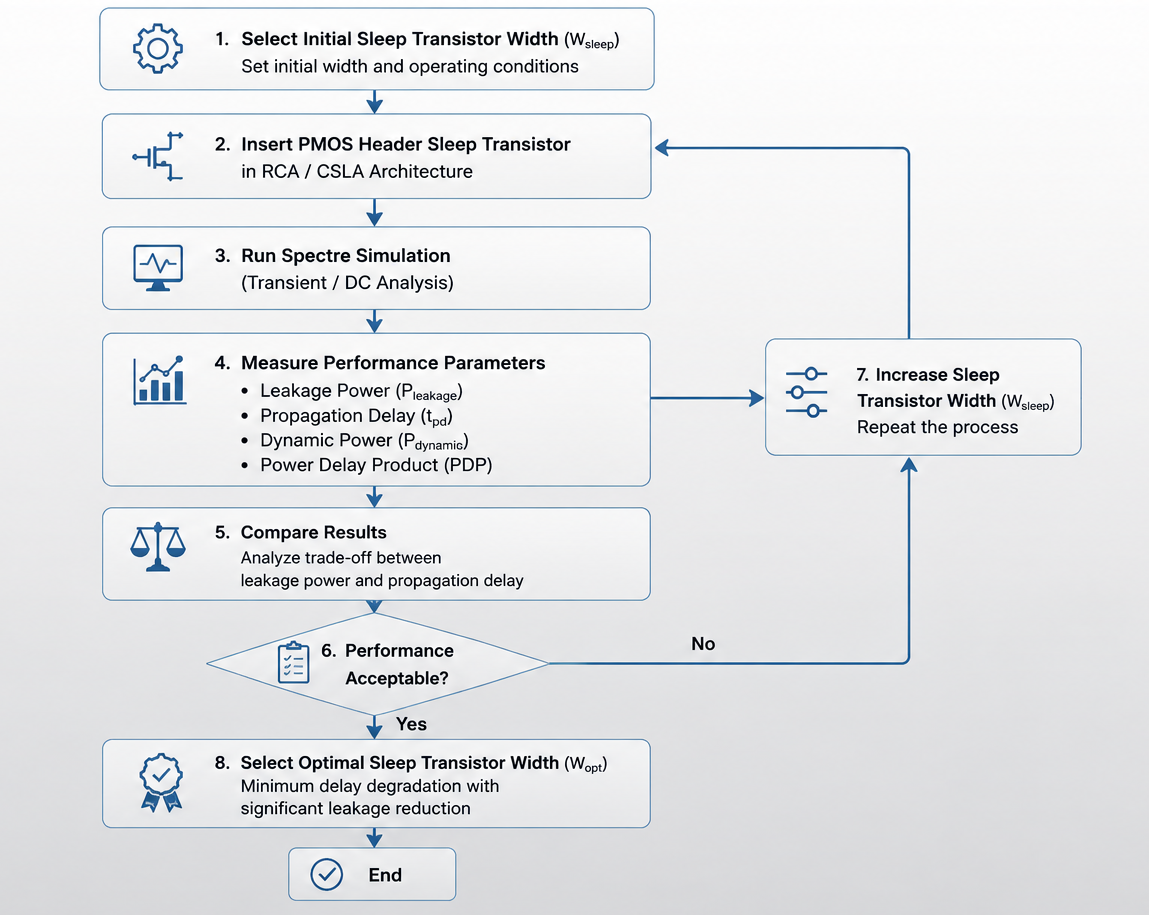 1. Select Initial Sleep Transistor Width (Wsleep)
Set initial width and operating conditions
2. Insert PMOS Header Sleep Transistor
in RCA / CSLA Architecture
3. Run Spectre Simulation
(Transient / DC Analysis)
4. Measure Performance Parameters
• Leakage Power (Pleakage)
• Propagation Delay (tpd)
• Dynamic Power (Pdynamic)
• Power Delay Product (PDP)
5. Compare Results
Analyze trade-off between
leakage power and propagation delay
6. Performance
Acceptable?
No
Yes
7. Increase Sleep
Transistor Width (Wsleep)
Repeat the process
8. Select Optimal Sleep Transistor Width (Wopt)
Minimum delay degradation with
significant leakage reduction
End